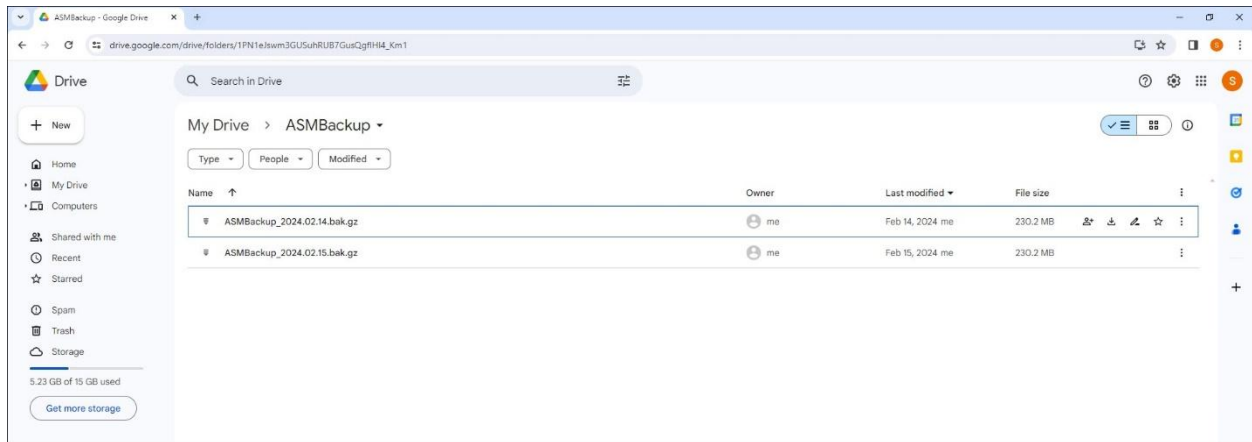 ASMBackup - Google Drive
drive.google.com/drive/folders/1PN1eJswm3GUSuhRUB7GusQgflHI4_Km1
Drive
Search in Drive
S
New
My Drive > ASMBackup
Type People Modified
Home
My Drive
Computers
Name Owner Last modified File size
ASMBackup_2024.02.14.bak.gz me Feb 14, 2024 me 230.2 MB
ASMBackup_2024.02.15.bak.gz me Feb 15, 2024 me 230.2 MB
Shared with me
Recent
Starred
Spam
Trash
Storage
5.23 GB of 15 GB used
Get more storage